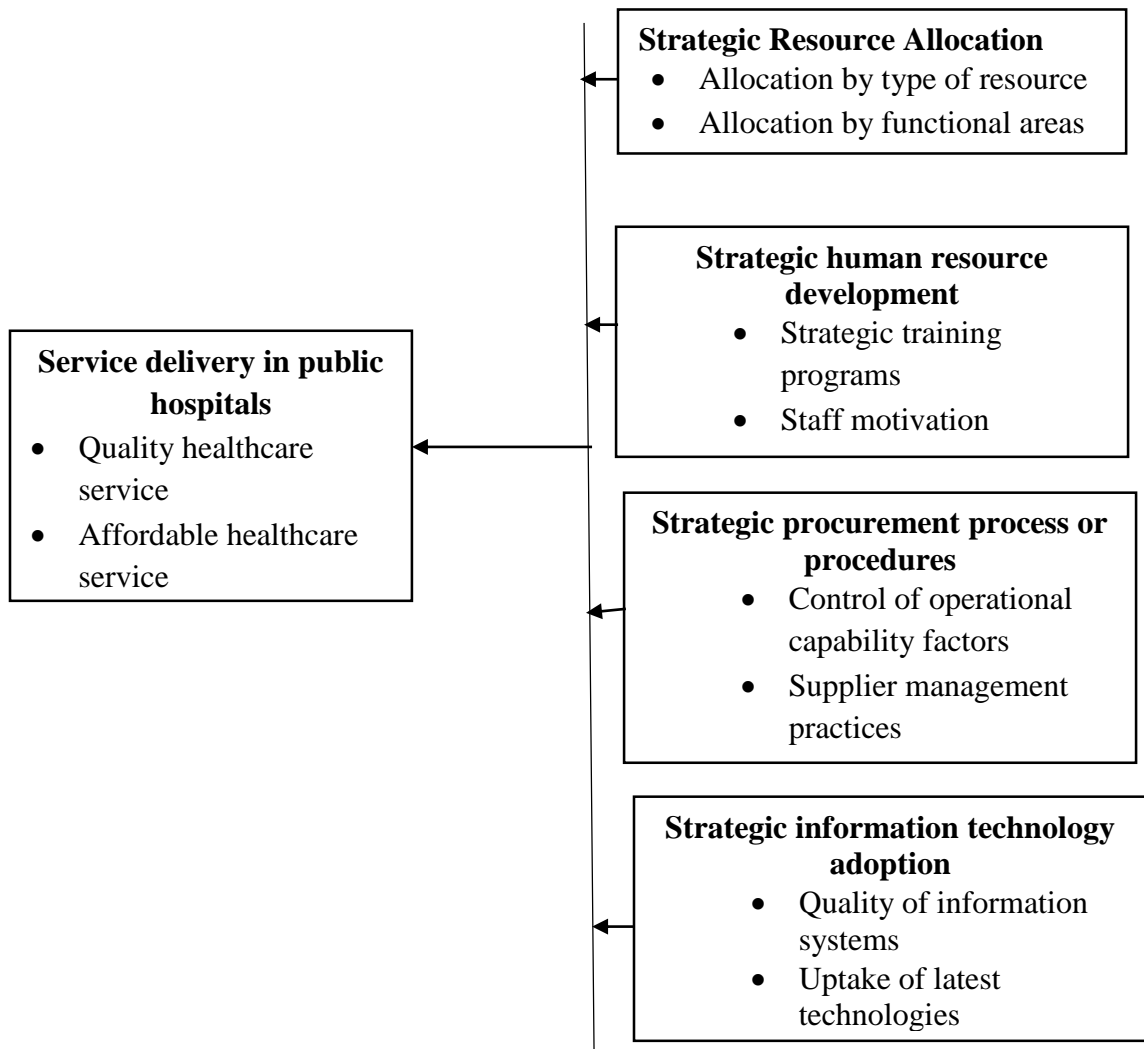 Strategic Resource Allocation
• Allocation by type of resource
• Allocation by functional areas
Strategic human resource
development
• Strategic training
programs
• Staff motivation
Service delivery in public
hospitals
• Quality healthcare
service
• Affordable healthcare
service
Strategic procurement process or
procedures
• Control of operational
capability factors
• Supplier management
practices
Strategic information technology
adoption
• Quality of information
systems
• Uptake of latest
technologies